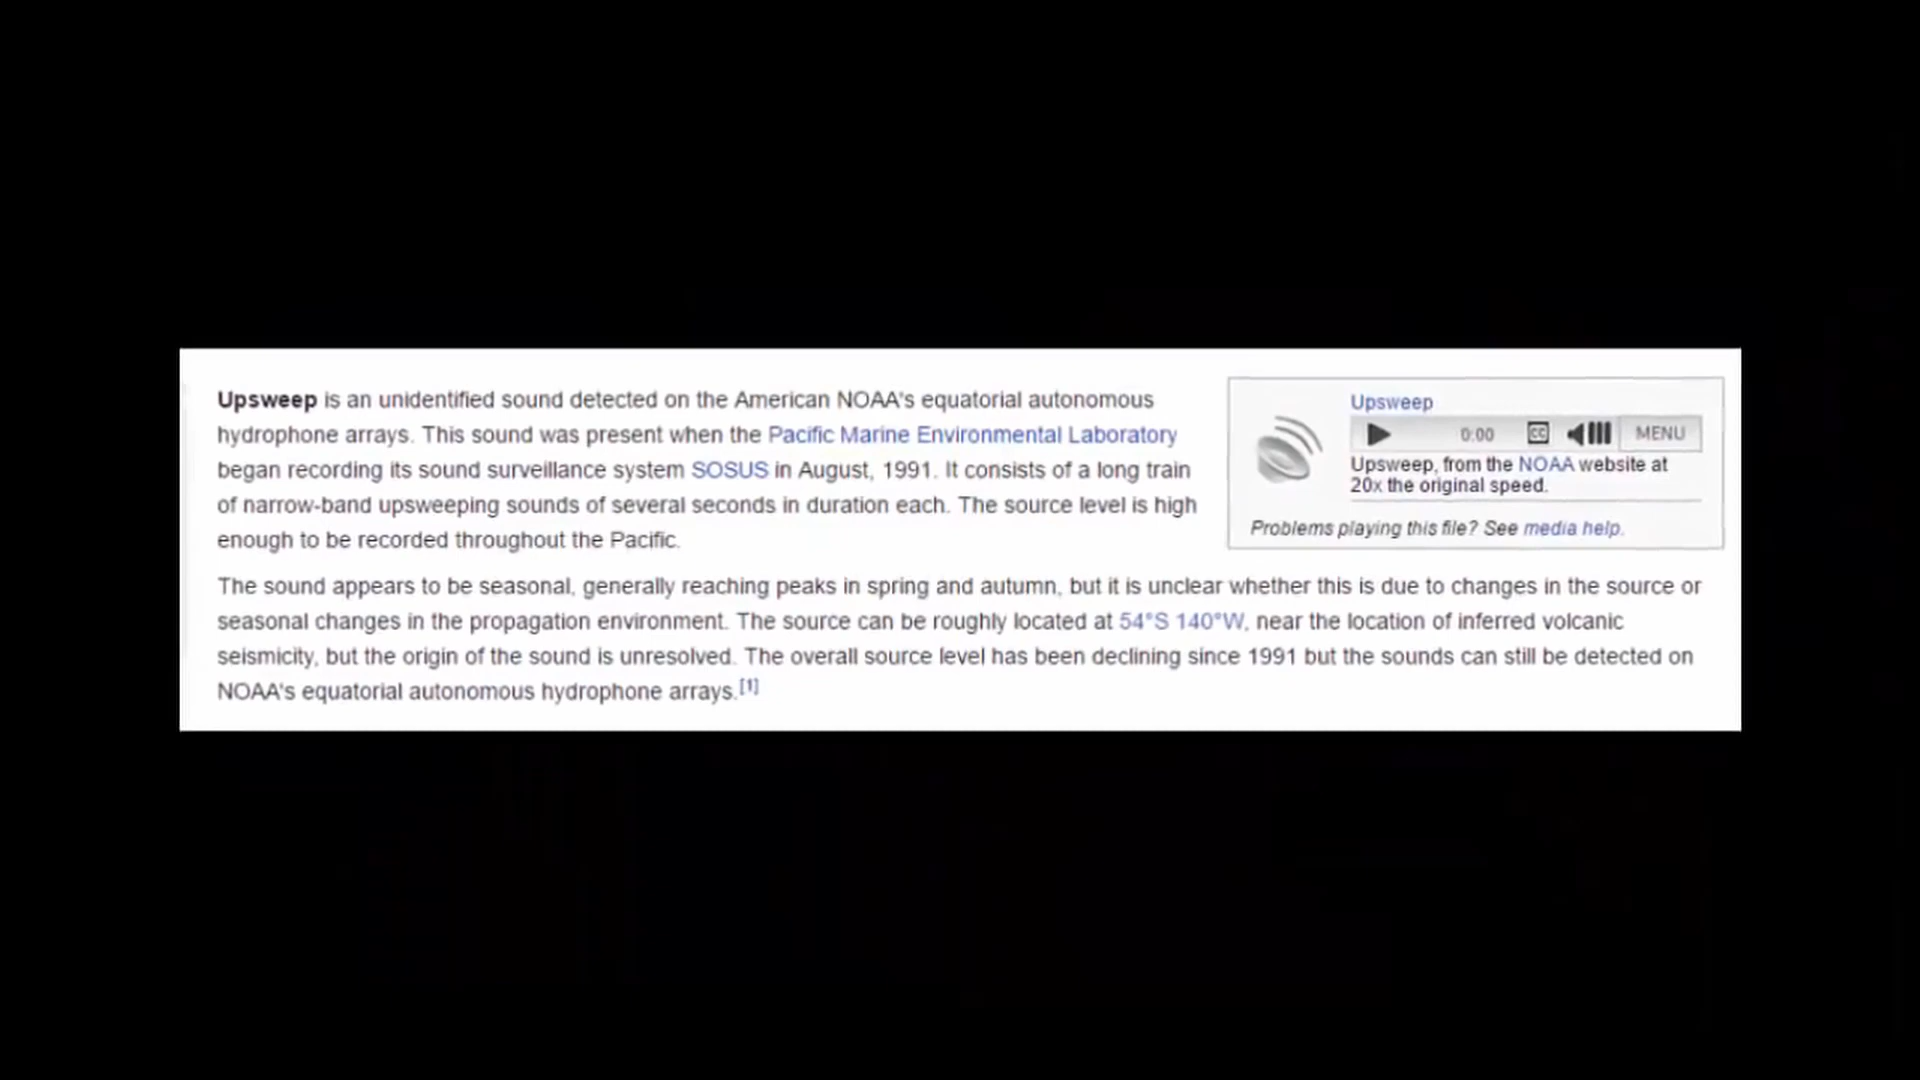 Upsweep is an unidentified sound detected on the American NOAA's equatorial autonomous
hydrophone arrays. This sound was present when the Pacific Marine Environmental Laboratory
began recording its sound surveillance system SOSUS in August, 1991. It consists of a long train
of narrow-band upsweeping sounds of several seconds in duration each. The source level is high
enough to be recorded throughout the Pacific.
Upsweep
0:00 CC MENU
Upsweep, from the NOAA website at
20x the original speed.
Problems playing this file? See media help.
The sound appears to be seasonal, generally reaching peaks in spring and autumn, but it is unclear whether this is due to changes in the source or
seasonal changes in the propagation environment. The source can be roughly located at 54°S 140°W, near the location of inferred volcanic
seismicity, but the origin of the sound is unresolved. The overall source level has been declining since 1991 but the sounds can still be detected on
NOAA's equatorial autonomous hydrophone arrays.[1]